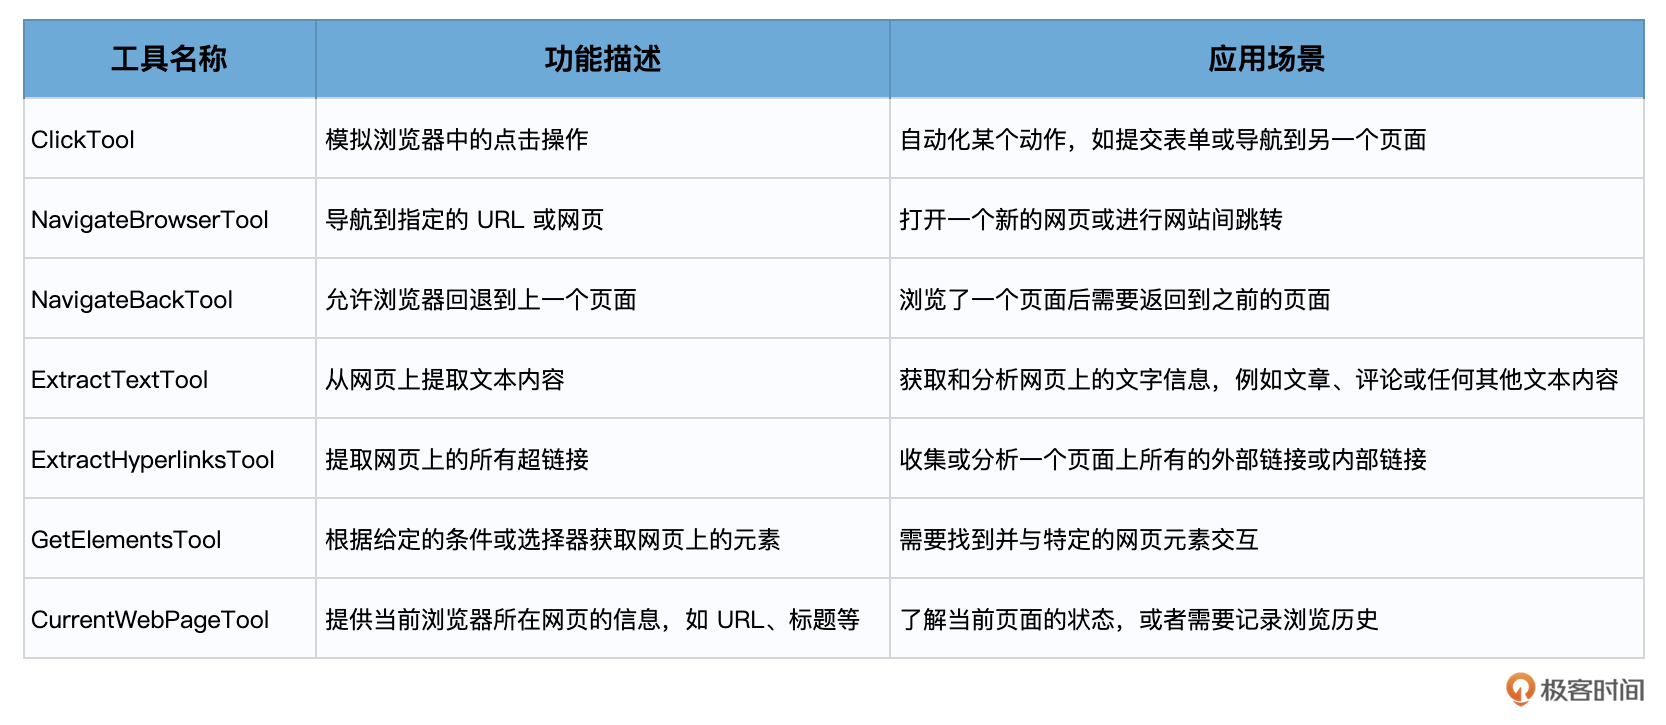 工具名称 功能描述 应用场景
ClickTool 模拟浏览器中的点击操作 自动化某个动作，如提交表单或导航到另一个页面
NavigateBrowserTool 导航到指定的 URL 或网页 打开一个新的网页或进行网站间跳转
NavigateBackTool 允许浏览器回退到上一个页面 浏览了一个页面后需要返回到之前的页面
ExtractTextTool 从网页上提取文本内容 获取和分析网页上的文字信息，例如文章、评论或任何其他文本内容
ExtractHyperlinksTool 提取网页上的所有超链接 收集或分析一个页面上所有的外部链接或内部链接
GetElementsTool 根据给定的条件或选择器获取网页上的元素 需要找到并与特定的网页元素交互
CurrentWebPageTool 提供当前浏览器所在网页的信息，如 URL、标题等 了解当前页面的状态，或者需要记录浏览历史
极客时间